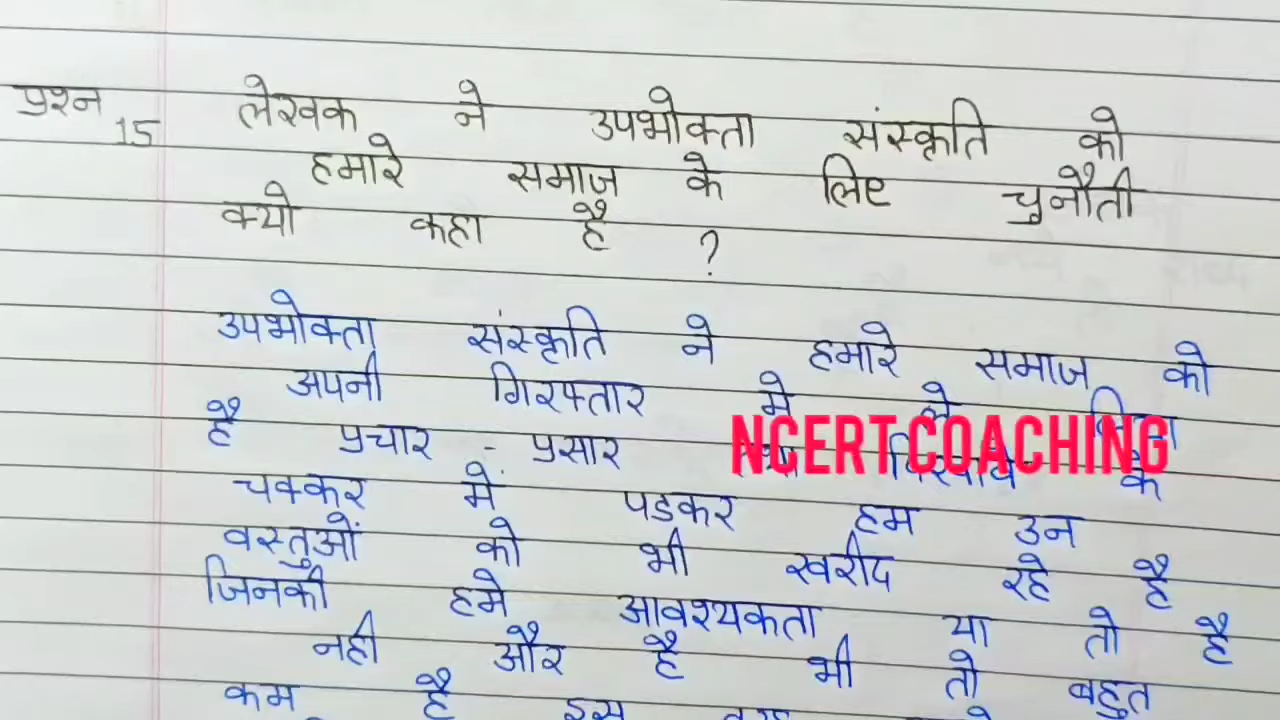 प्रश्न 15 लेखक ने उपभोक्ता संस्कृति को
हमारे समाज के लिए चुनौती
क्यो कहा है ?
उपभोक्ता संस्कृति ने हमारे समाज को
अपनी गिरफ्तार मे ले
है प्रचार - प्रसार के
NCERT COACHING
चक्कर में पडकर हम उन
वस्तुओं को भी खरीद रहे है
जिनकी हमे आवश्यकता या तो है
नही और है भी तो बहुत
कम है इस